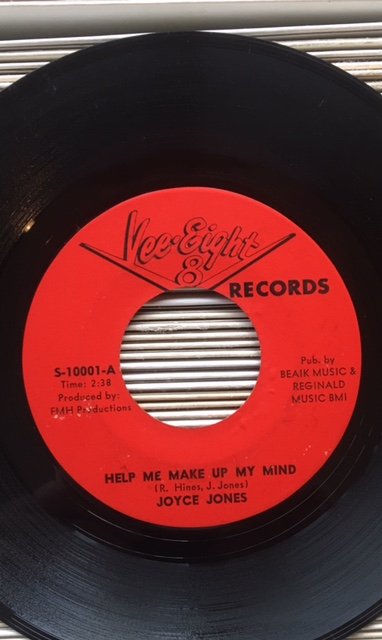 Vee-Eight
8
RECORDS
S-10001-A
Time: 2:38
Produced by:
FMH Productions
Pub. by
BEAIK MUSIC &
REGINALD
MUSIC BMI
HELP ME MAKE UP MY MIND
(R. Hines, J. Jones)
JOYCE JONES